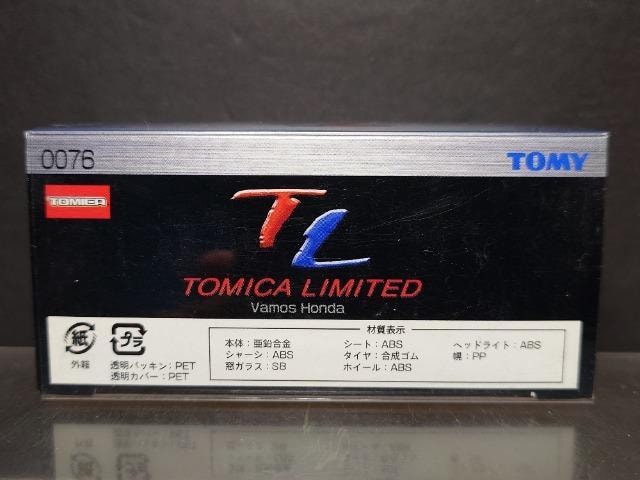 0076
TOMY
TOMICA
TL
TOMICA LIMITED
Vamos Honda
紙
外箱
プラ
透明パッキン:PET
透明カバー:PET
材質表示
本体:亜鉛合金
シャーシ:ABS
窓ガラス:SB
シート:ABS
タイヤ:合成ゴム
ホイール:ABS
ヘッドライト:ABS
幌:PP